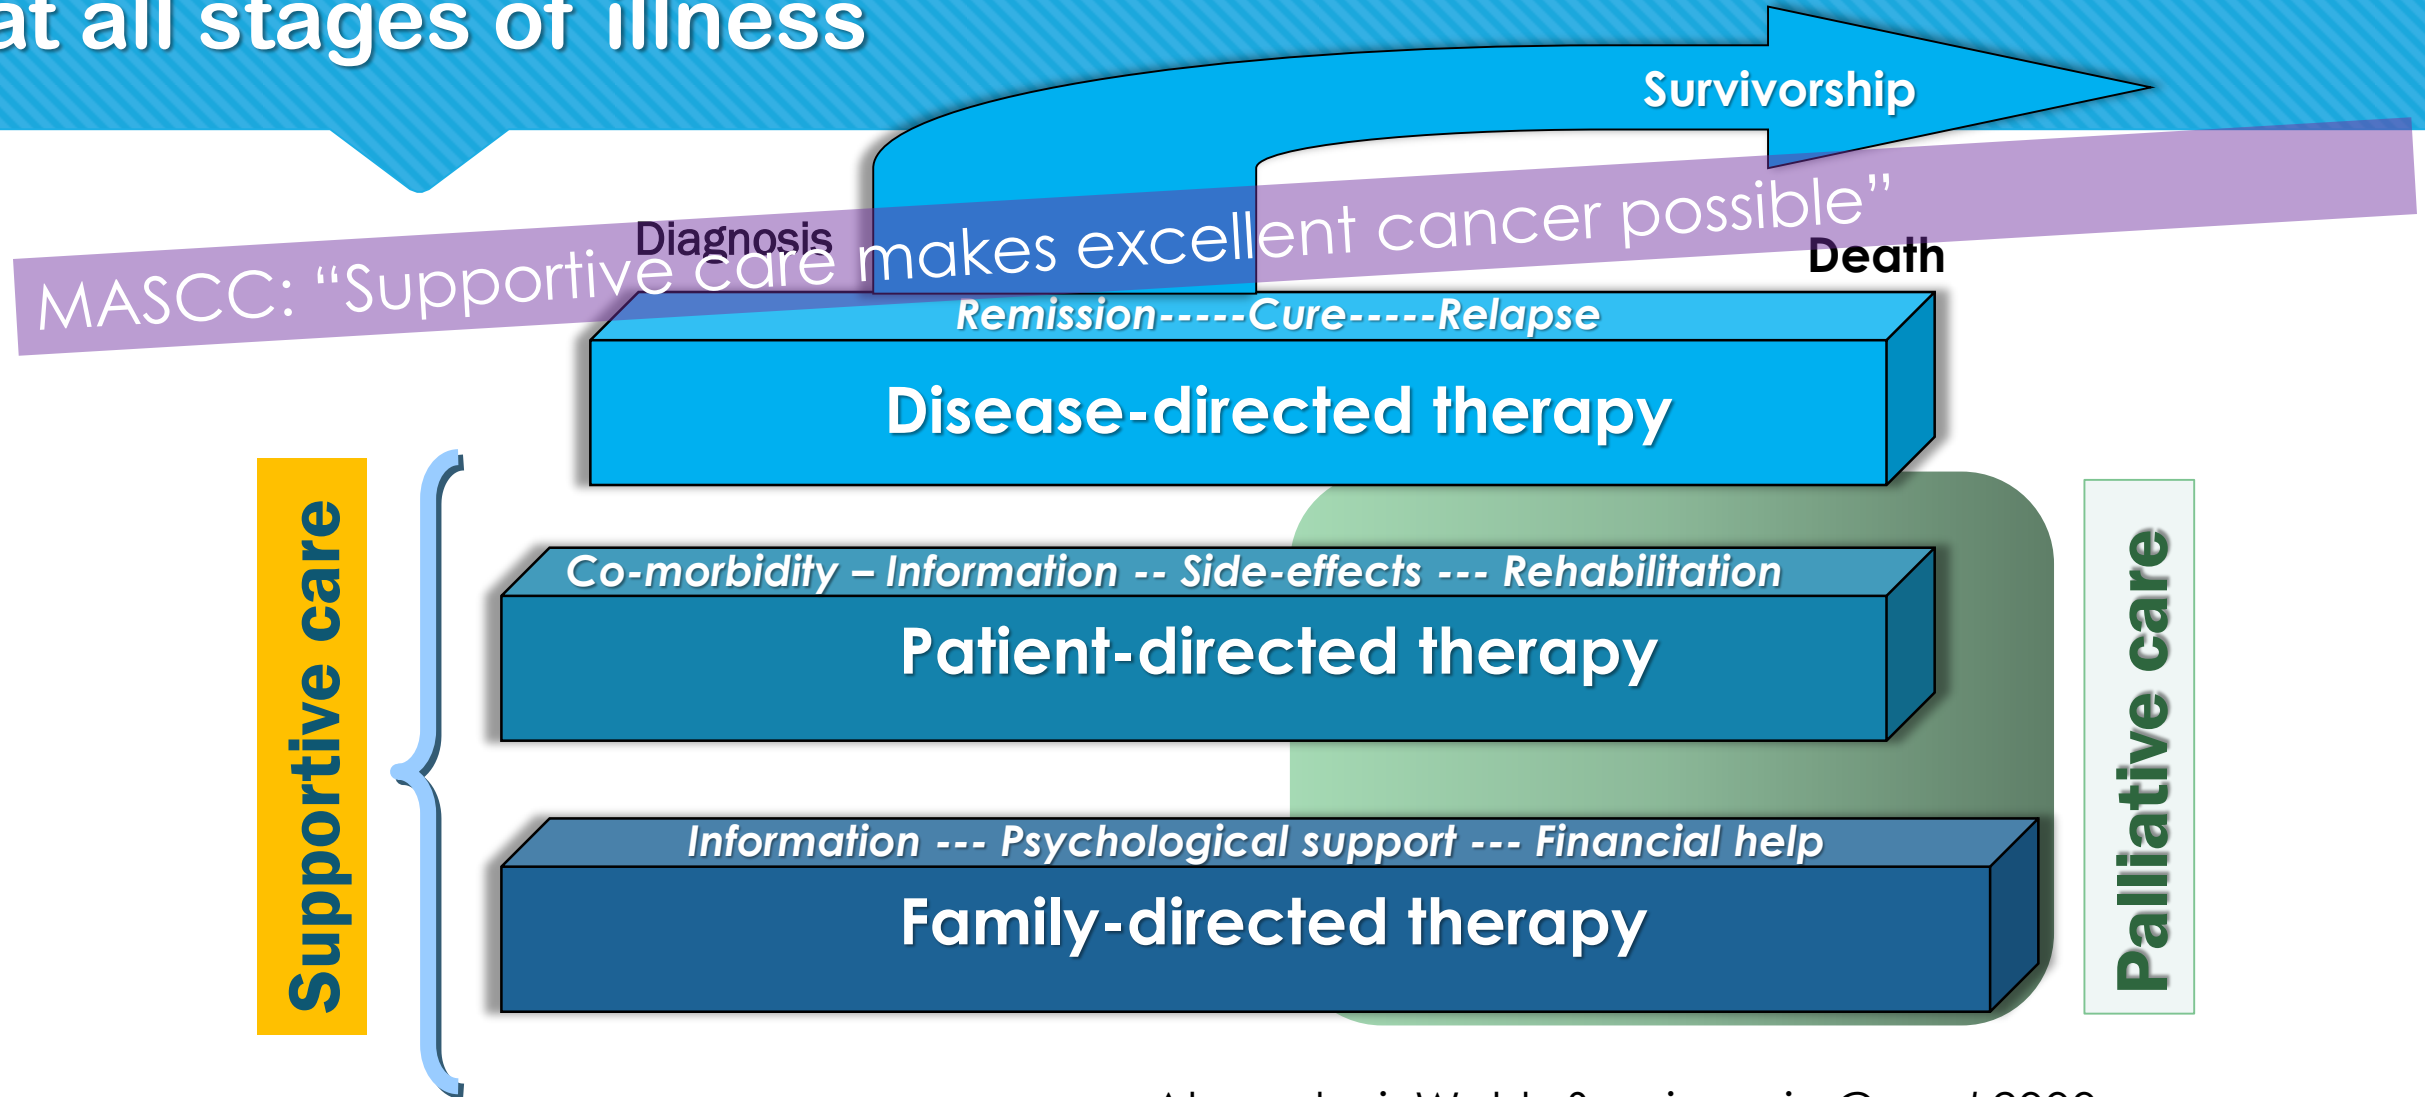 at all stages of illness
Survivorship
MASCC: “Supportive care makes excellent cancer possible”
Diagnosis
Death
Remission-----Cure-----Relapse
Disease-directed therapy
Supportive care
Palliative care
Co-morbidity – Information -- Side-effects --- Rehabilitation
Patient-directed therapy
Information --- Psychological support --- Financial help
Family-directed therapy